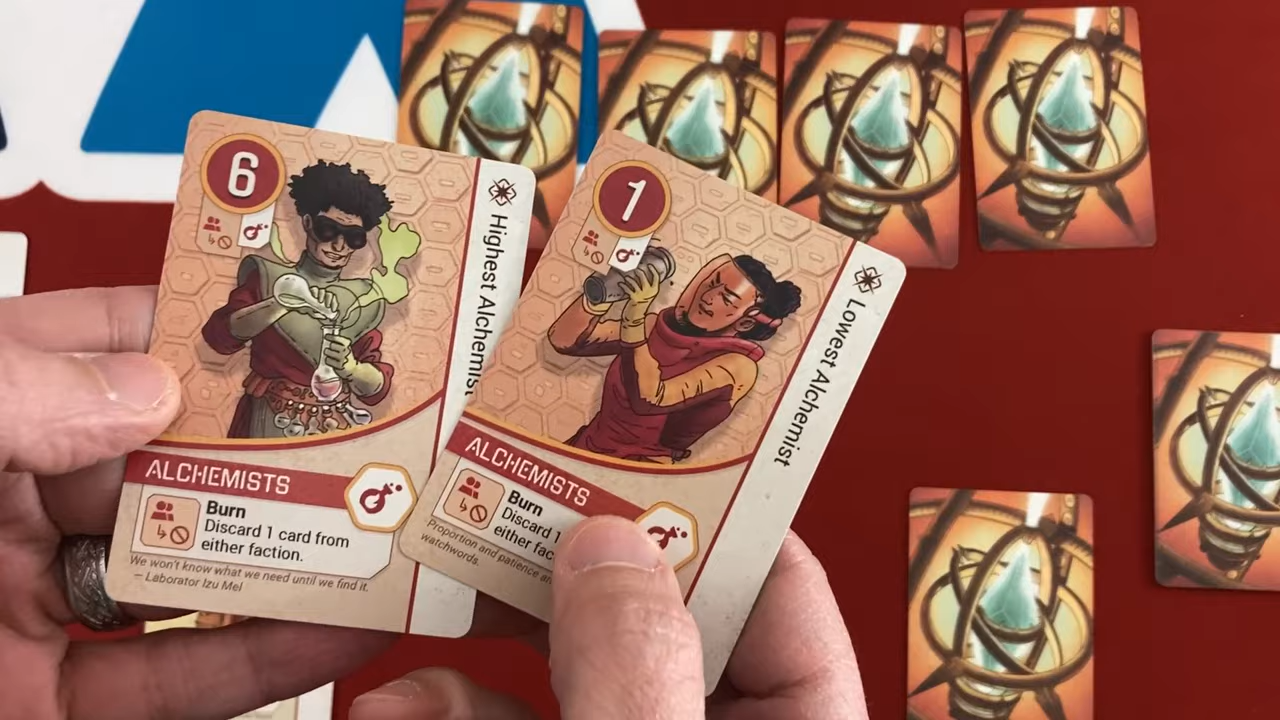 6
Highest Alchemist
ALCHEMISTS
Burn
Discard 1 card from
either faction.
We won't know what we need until we find it.
– Laborator Izu Mel
1
Lowest Alchemist
ALCHEMISTS
Burn
Discard 1
either
Proportion and patience
watchwords.